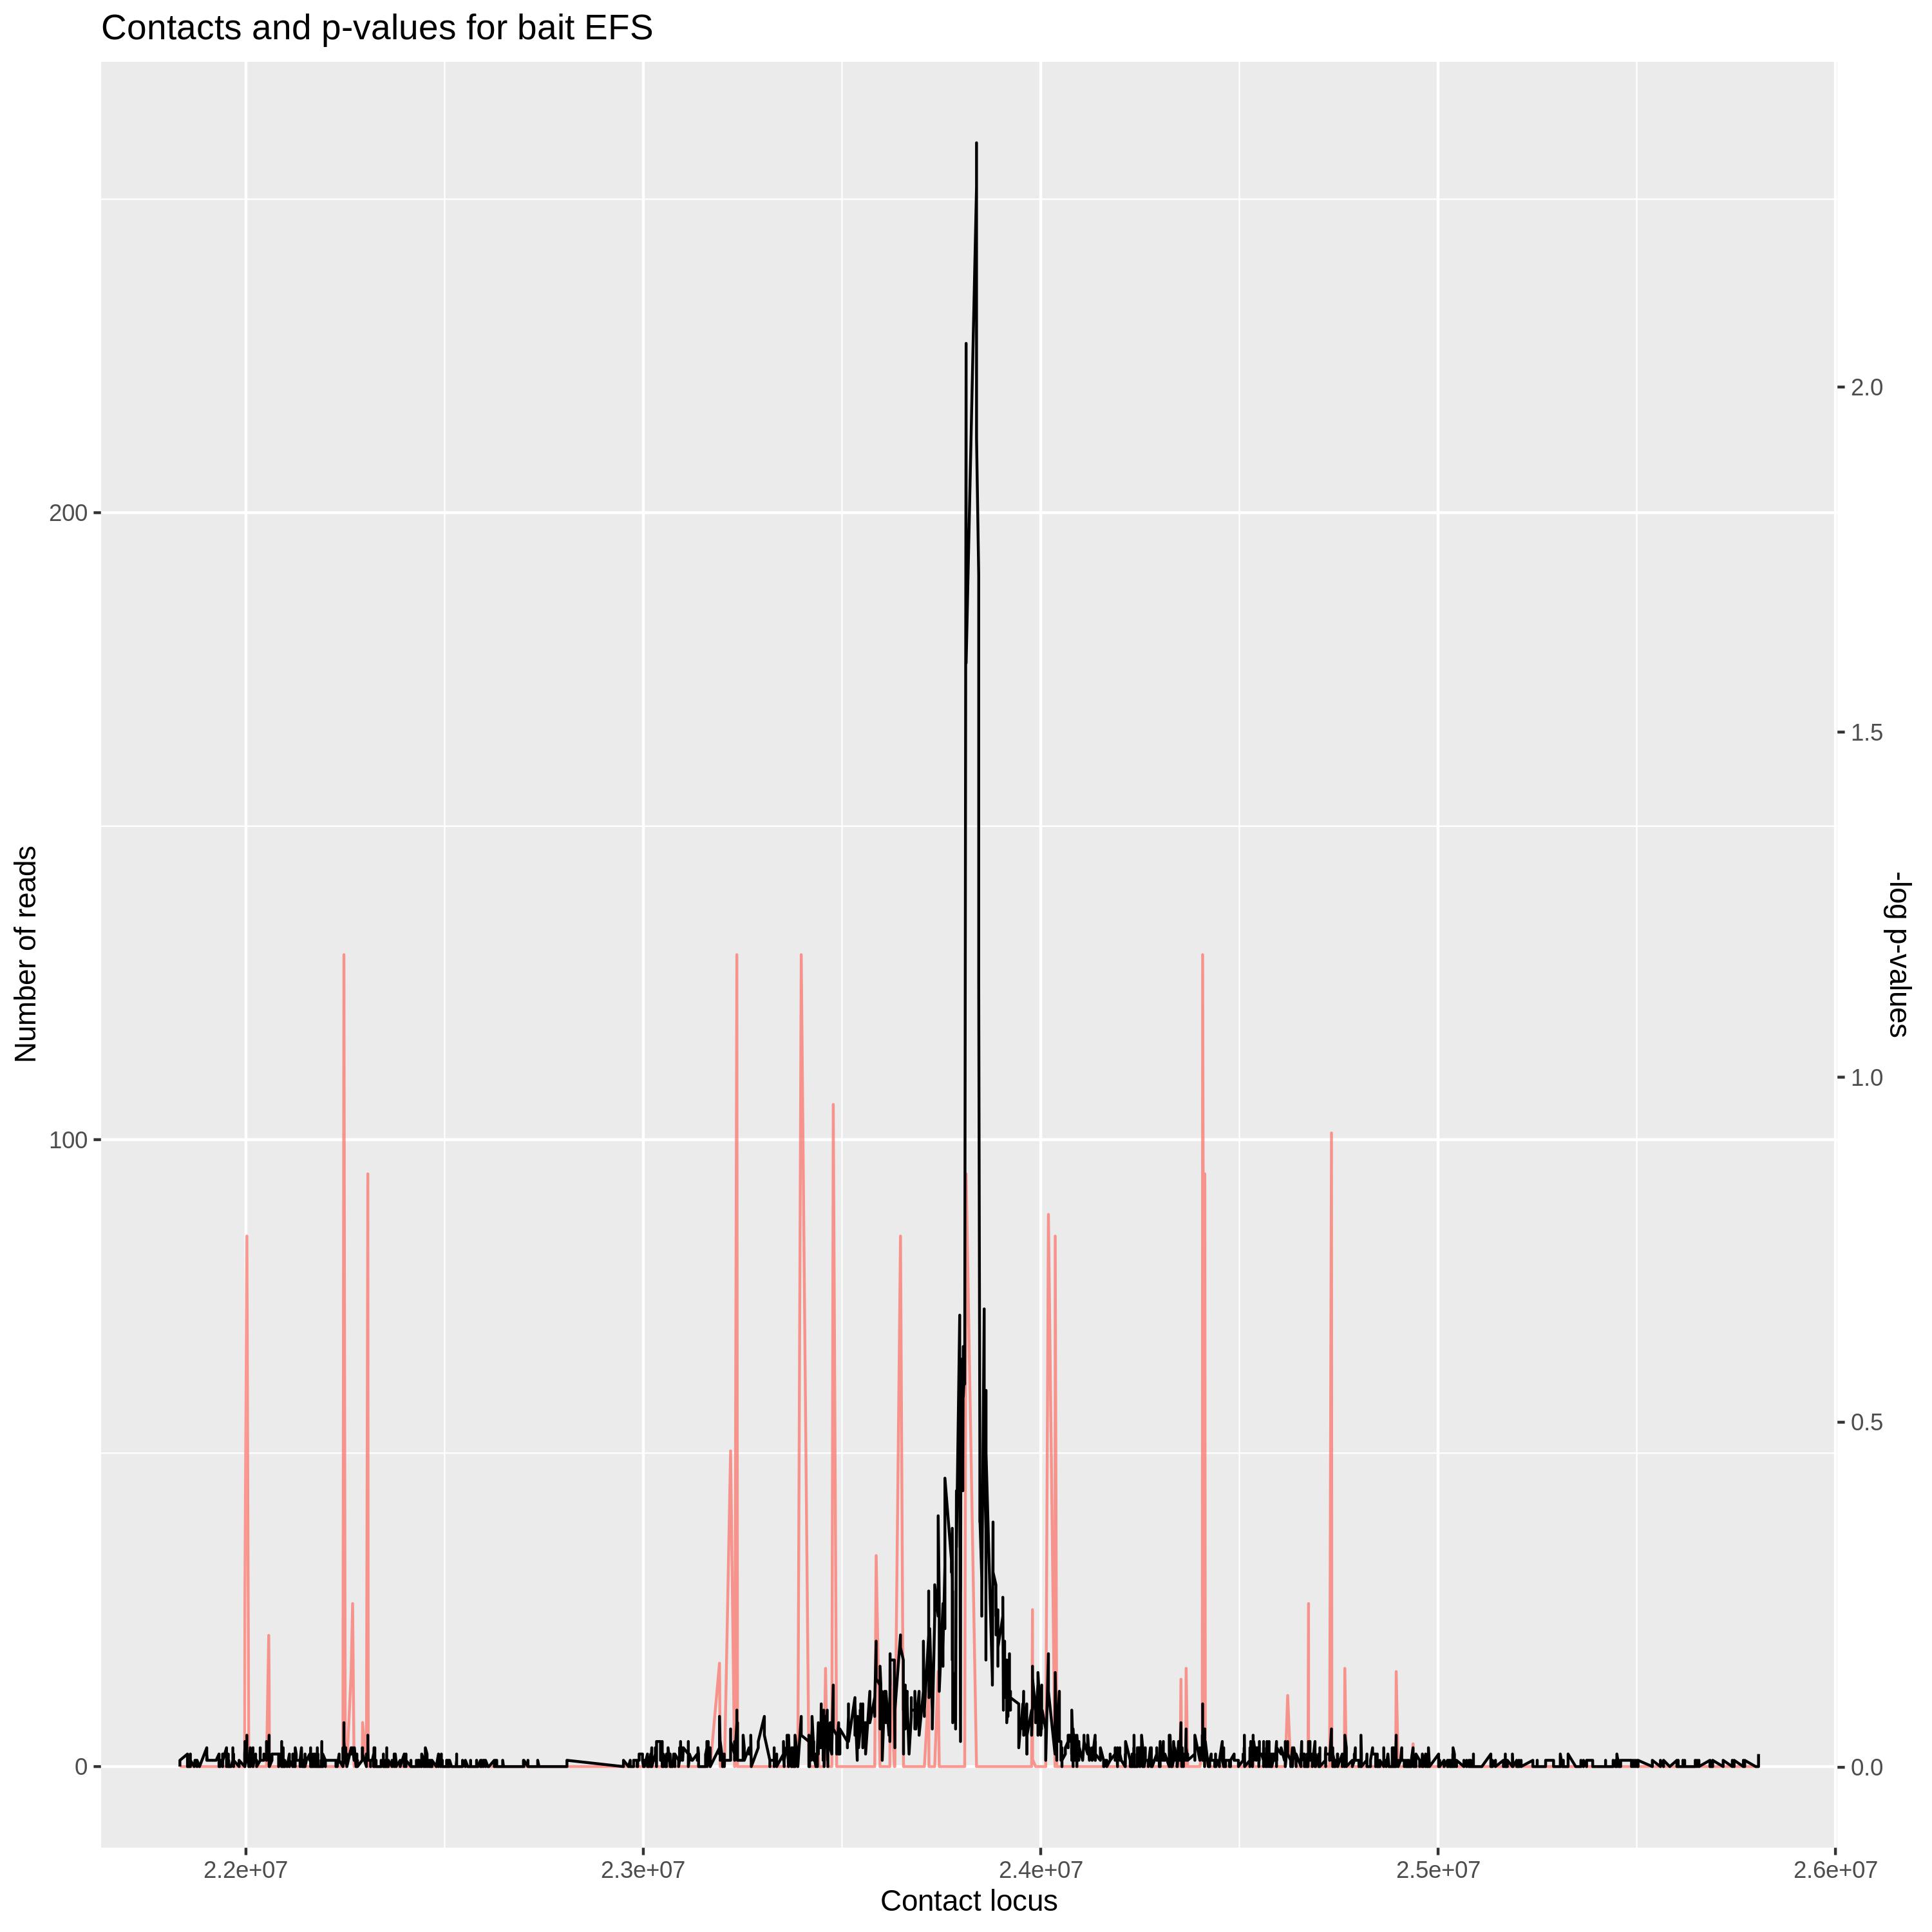 Contacts and p-values for bait EFS
200
100
0
Number of reads
2.0
1.5
1.0
0.5
0.0
-log p-values
2.2e+07
2.3e+07
2.4e+07
2.5e+07
2.6e+07
Contact locus